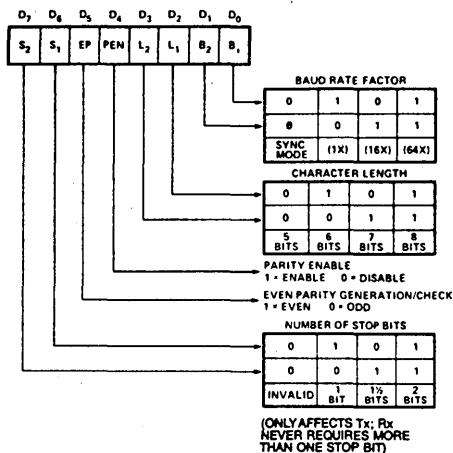 D7 D6 D5 D4 D3 D2 D1 D0
S2 S1 EP PEN L2 L1 B2 B1
BAUD RATE FACTOR
0 1 0 1
0 0 1 1
SYNC MODE (1X) (16X) (64X)
CHARACTER LENGTH
0 1 0 1
0 0 1 1
5 BITS 6 BITS 7 BITS 8 BITS
PARITY ENABLE
1 = ENABLE 0 = DISABLE
EVEN PARITY GENERATION/CHECK
1 = EVEN 0 = ODD
NUMBER OF STOP BITS
0 1 0 1
0 0 1 1
INVALID 1 BIT 1½ BITS 2 BITS
(ONLY AFFECTS Tx; Rx
NEVER REQUIRES MORE
THAN ONE STOP BIT)